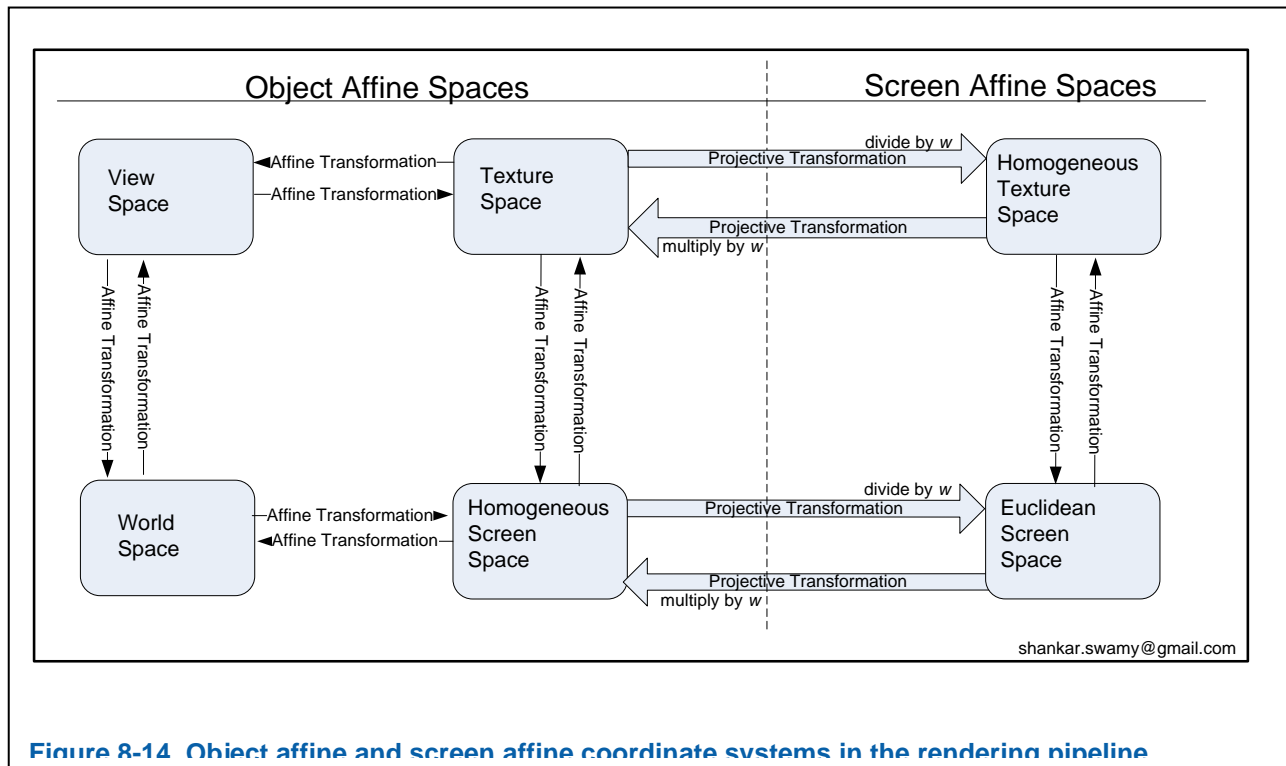 Object Affine Spaces
Screen Affine Spaces
View
Space
Affine Transformation
Affine Transformation
Texture
Space
divide by w
Projective Transformation
Projective Transformation
multiply by w
Homogeneous
Texture
Space
Affine Transformation
Affine Transformation
Affine Transformation
Affine Transformation
Affine Transformation
Affine Transformation
World
Space
Affine Transformation
Affine Transformation
Homogeneous
Screen
Space
divide by w
Projective Transformation
Projective Transformation
multiply by w
Euclidean
Screen
Space
shankar.swamy@gmail.com
Figure 8-14 Object affine and screen affine coordinate systems in the rendering pipeline